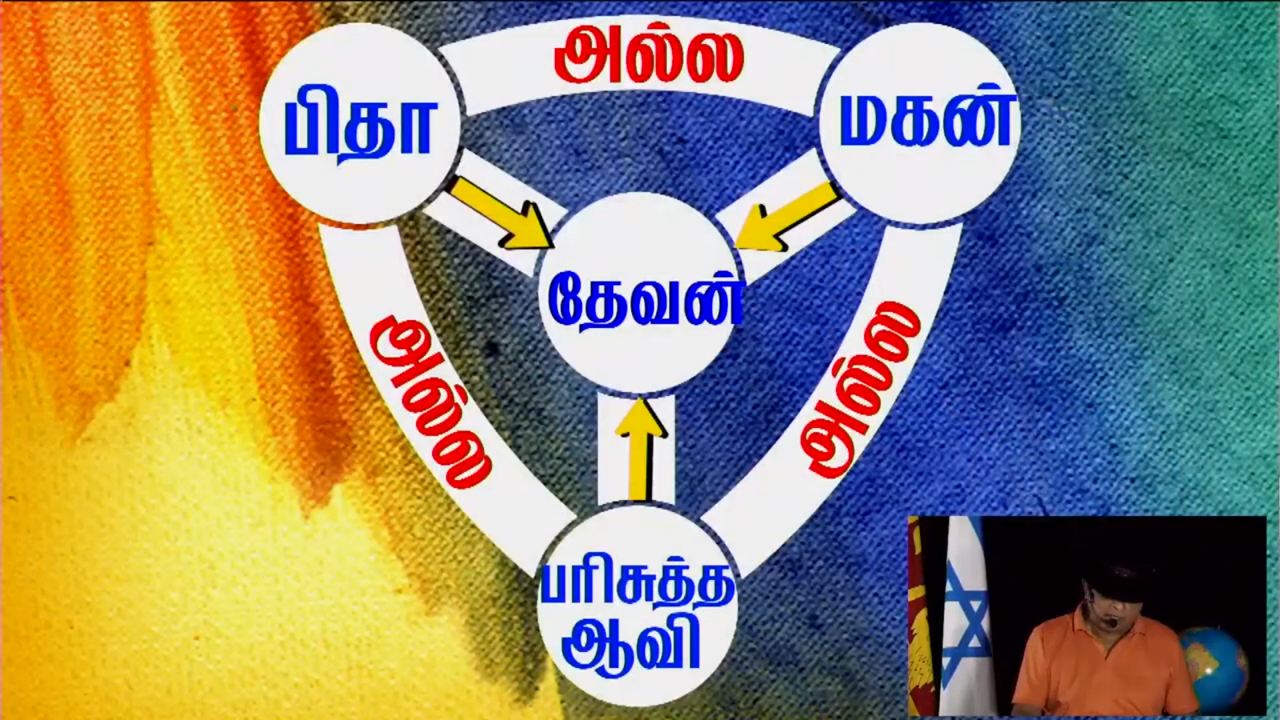 அல்ல
பிதா
மகன்
தேவன்
அல்ல
அல்ல
பரிசுத்த
ஆவி